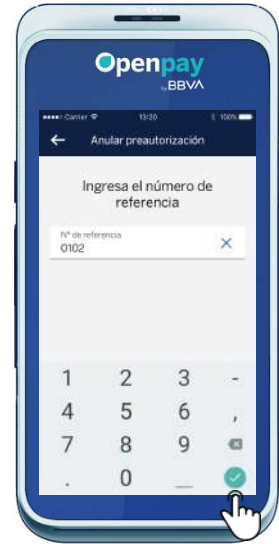 Openpay
by BBVA
Carrier 13:20 100%
Anular preautorización
Ingresa el número de
referencia
Nº de referencia
0102
1 2 3 -
4 5 6 ,
7 8 9
. 0 _